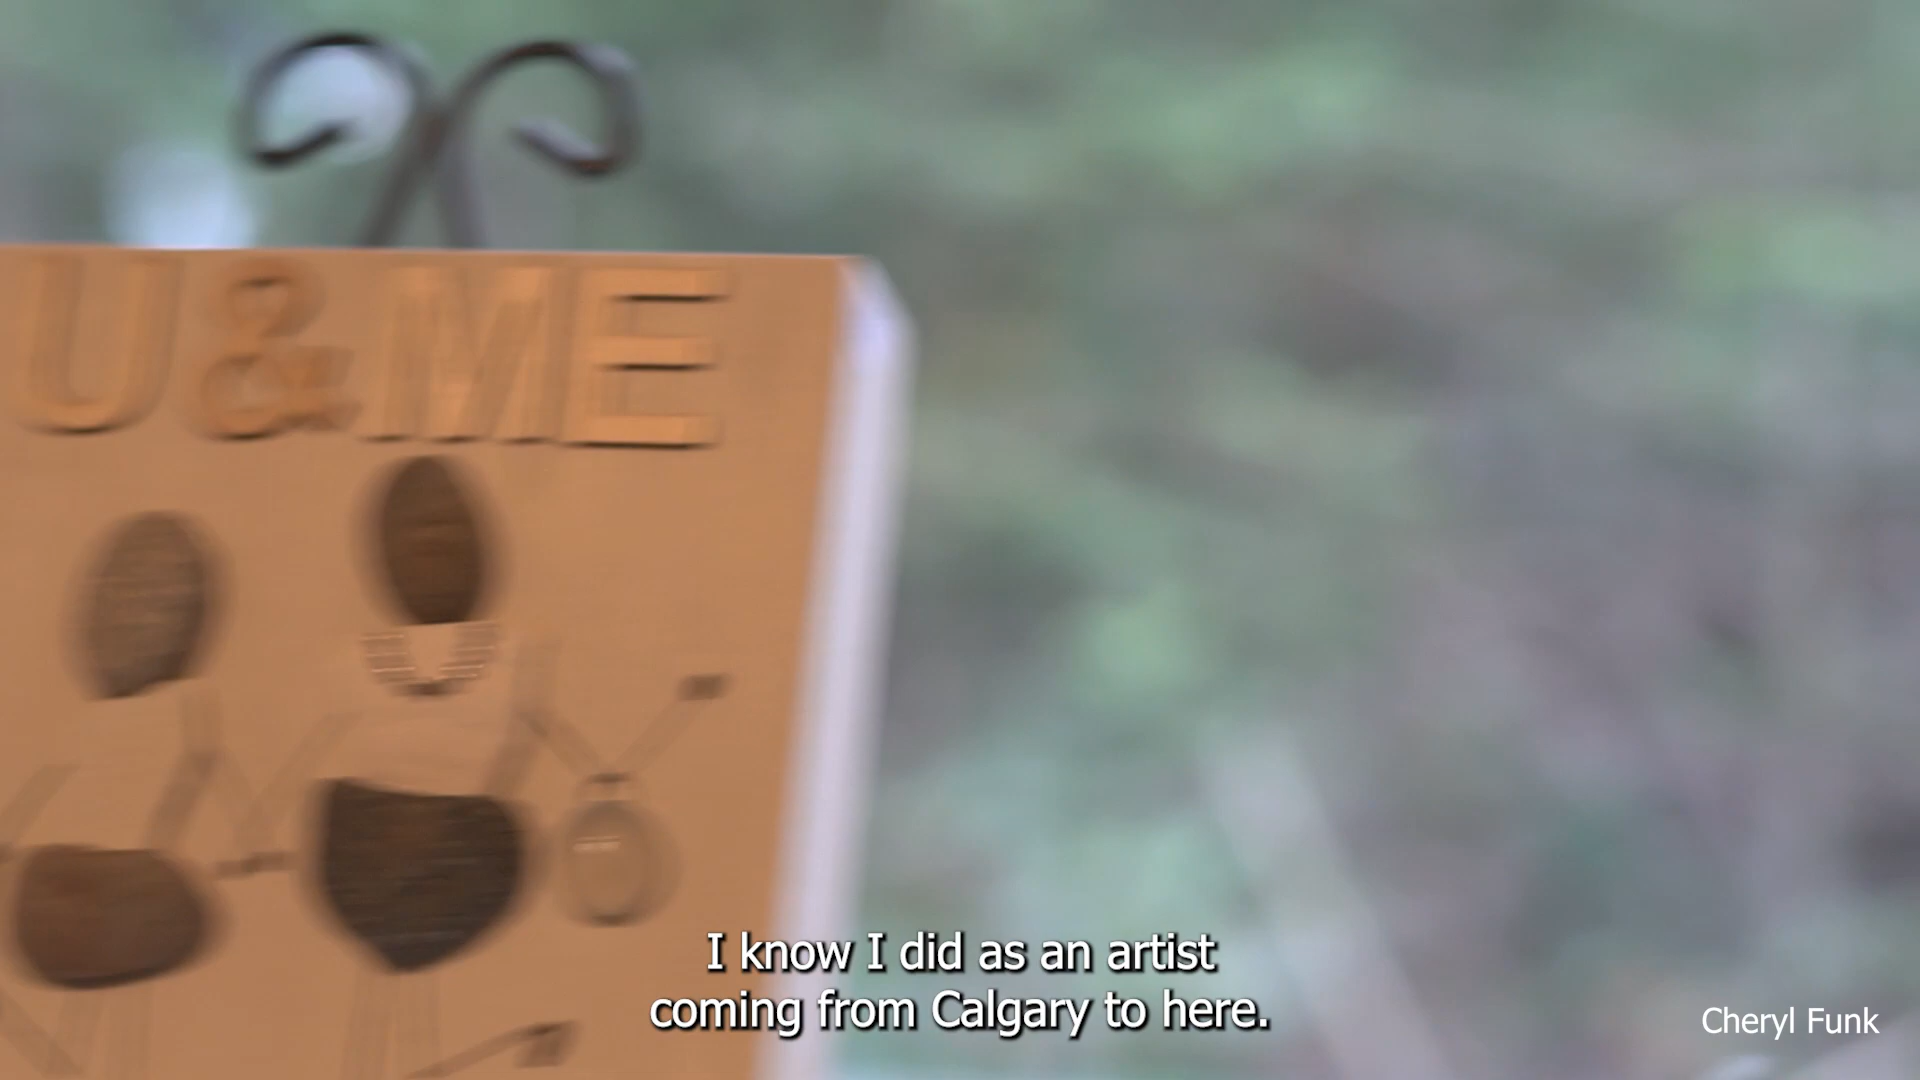 U&ME
I know I did as an artist
coming from Calgary to here.
Cheryl Funk